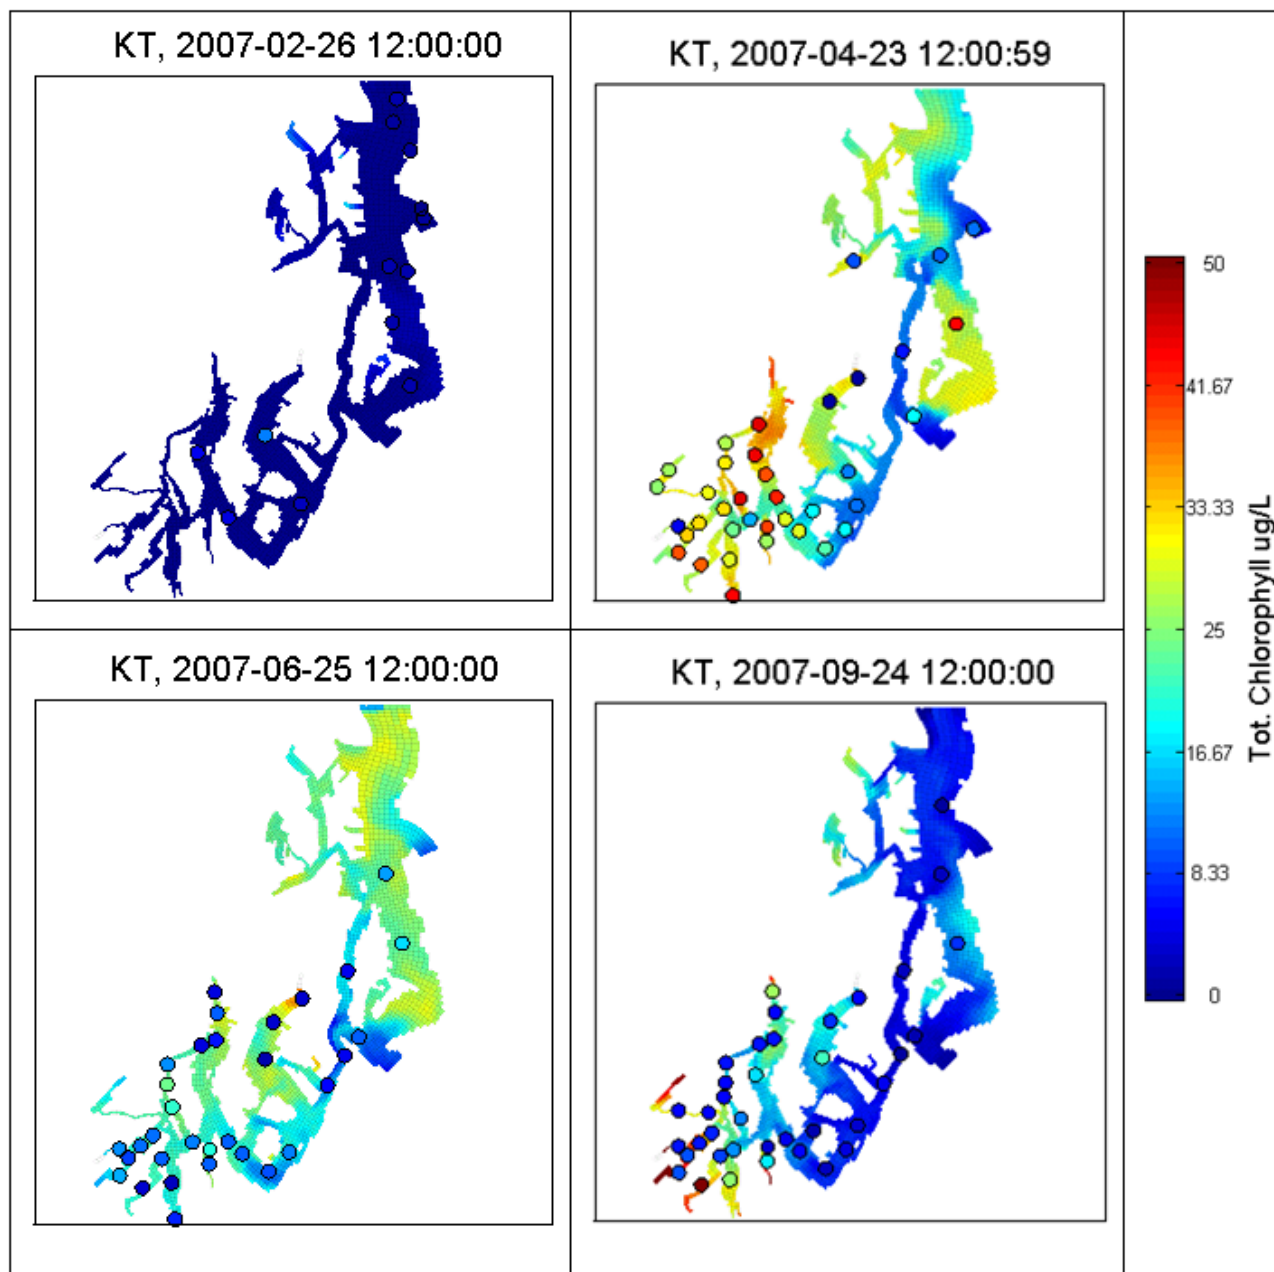 KT, 2007-02-26 12:00:00
KT, 2007-04-23 12:00:59
KT, 2007-06-25 12:00:00
KT, 2007-09-24 12:00:00
50
41.67
33.33
25
16.67
8.33
0
Tot. Chlorophyll ug/L